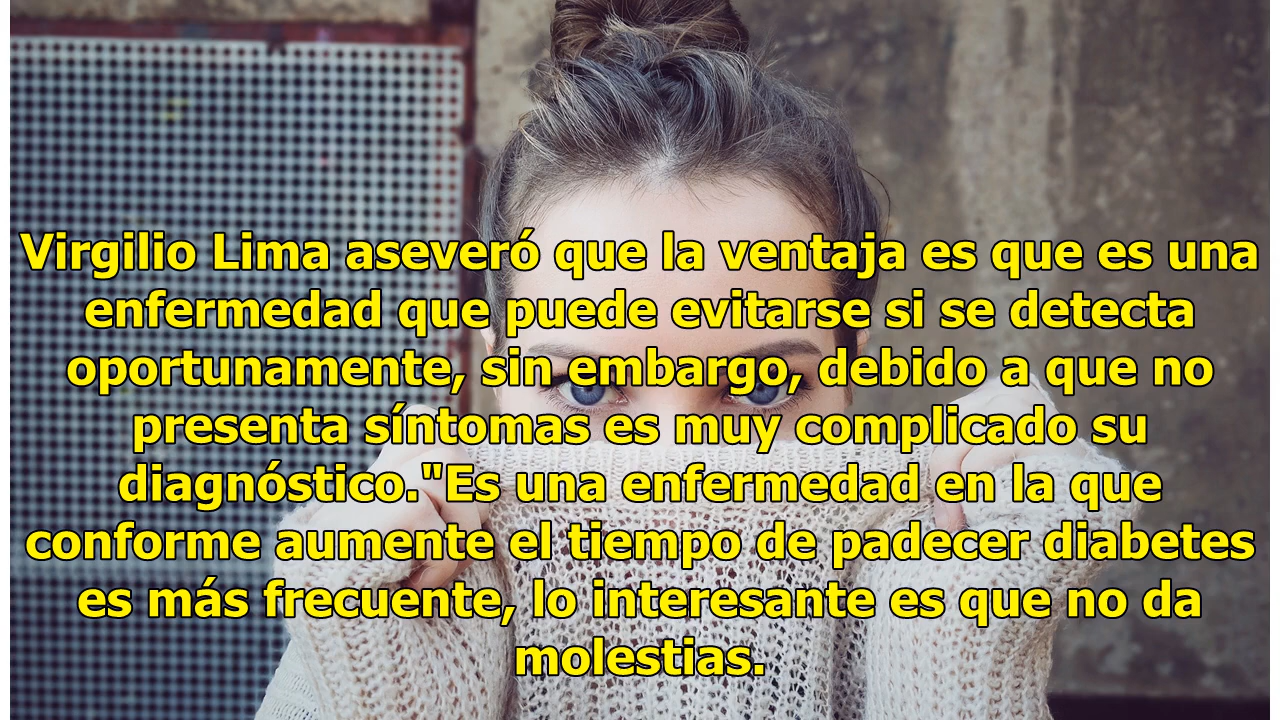 Virgilio Lima aseveró que la ventaja es que es una
enfermedad que puede evitarse si se detecta
oportunamente, sin embargo, debido a que no
presenta síntomas es muy complicado su
diagnóstico."Es una enfermedad en la que
conforme aumente el tiempo de padecer diabetes
es más frecuente, lo interesante es que no da
molestias.